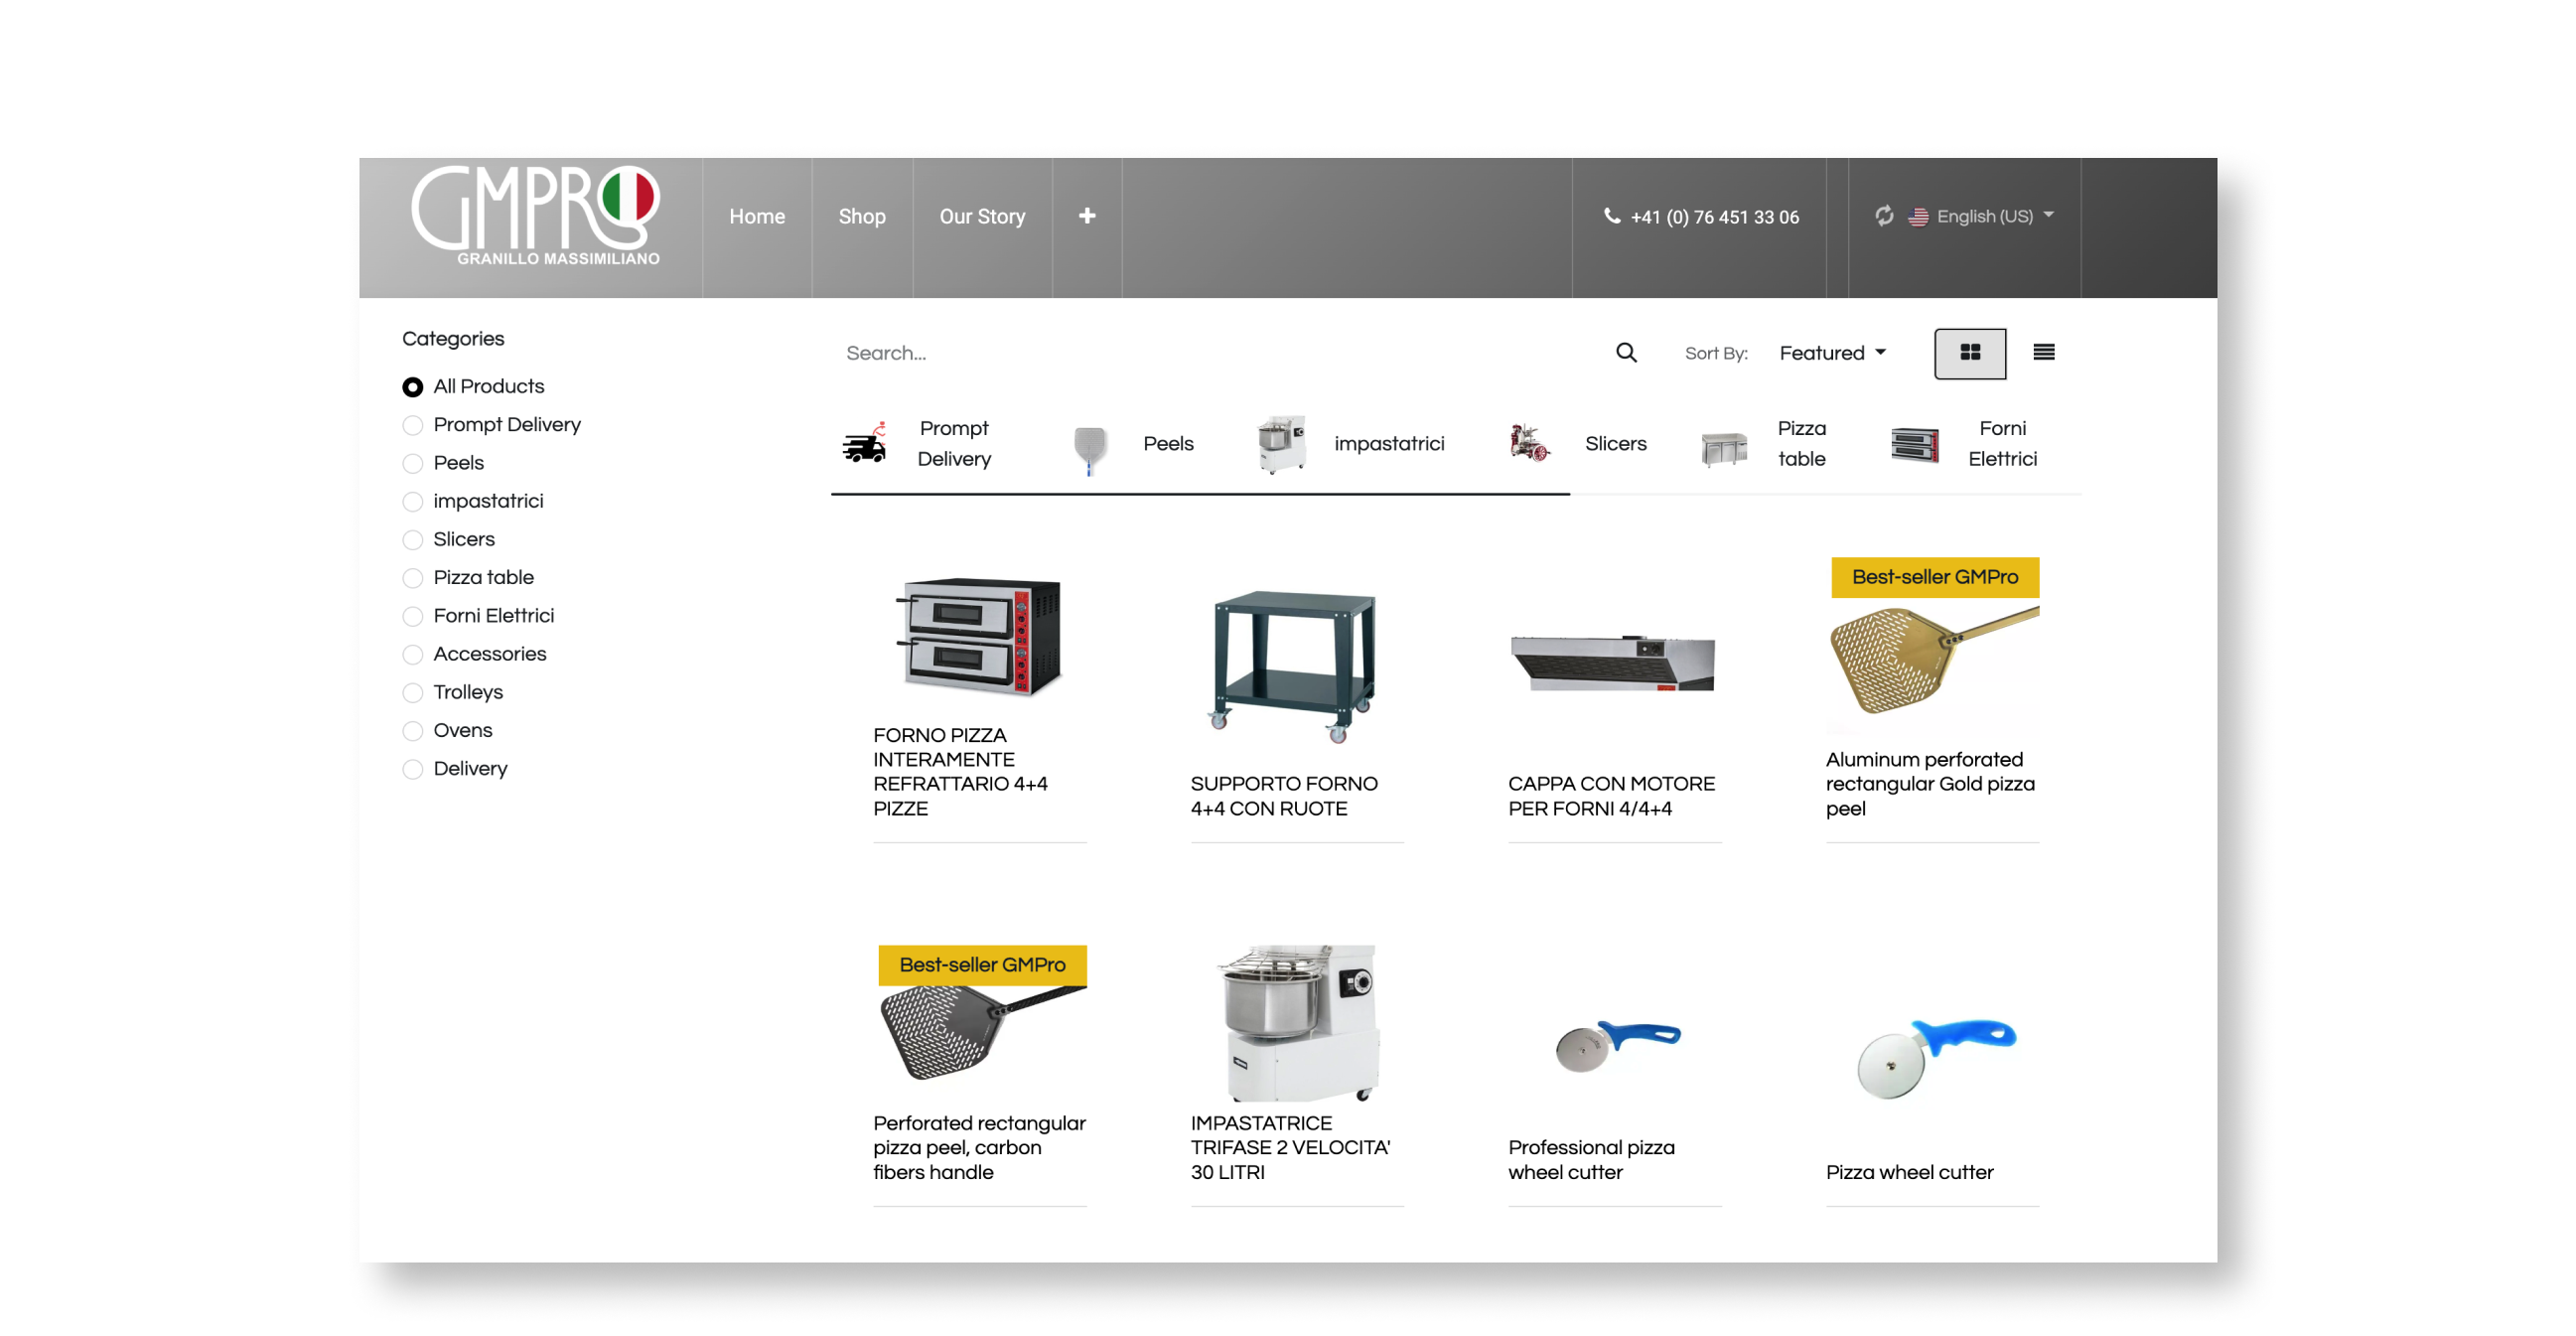 GMPRO
GRANILLO MASSIMILIANO
Home
Shop
Our Story
+41 (0) 76 451 33 06
English (US)
Categories
All Products
Prompt Delivery
Peels
impastatrici
Slicers
Pizza table
Forni Elettrici
Accessories
Trolleys
Ovens
Delivery
Search...
Sort By:
Featured
Prompt
Delivery
Peels
impastatrici
Slicers
Pizza
table
Forni
Elettrici
FORNO PIZZA
INTERAMENTE
REFRATTARIO 4+4
PIZZE
SUPPORTO FORNO
4+4 CON RUOTE
CAPPA CON MOTORE
PER FORNI 4/4+4
Best-seller GMPro
Aluminum perforated
rectangular Gold pizza
peel
Best-seller GMPro
Perforated rectangular
pizza peel, carbon
fibers handle
IMPASTATRICE
TRIFASE 2 VELOCITA'
30 LITRI
Professional pizza
wheel cutter
Pizza wheel cutter